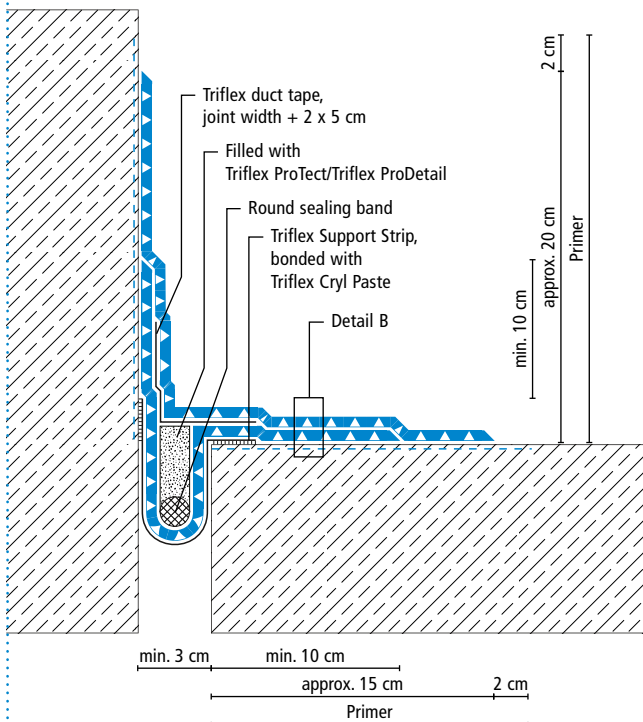 Triflex duct tape,
joint width + 2 x 5 cm
Filled with
Triflex ProTect/Triflex ProDetail
Round sealing band
Triflex Support Strip,
bonded with
Triflex Cryl Paste
Detail B
2 cm
approx. 20 cm
Primer
min. 10 cm
min. 3 cm
min. 10 cm
approx. 15 cm
2 cm
Primer